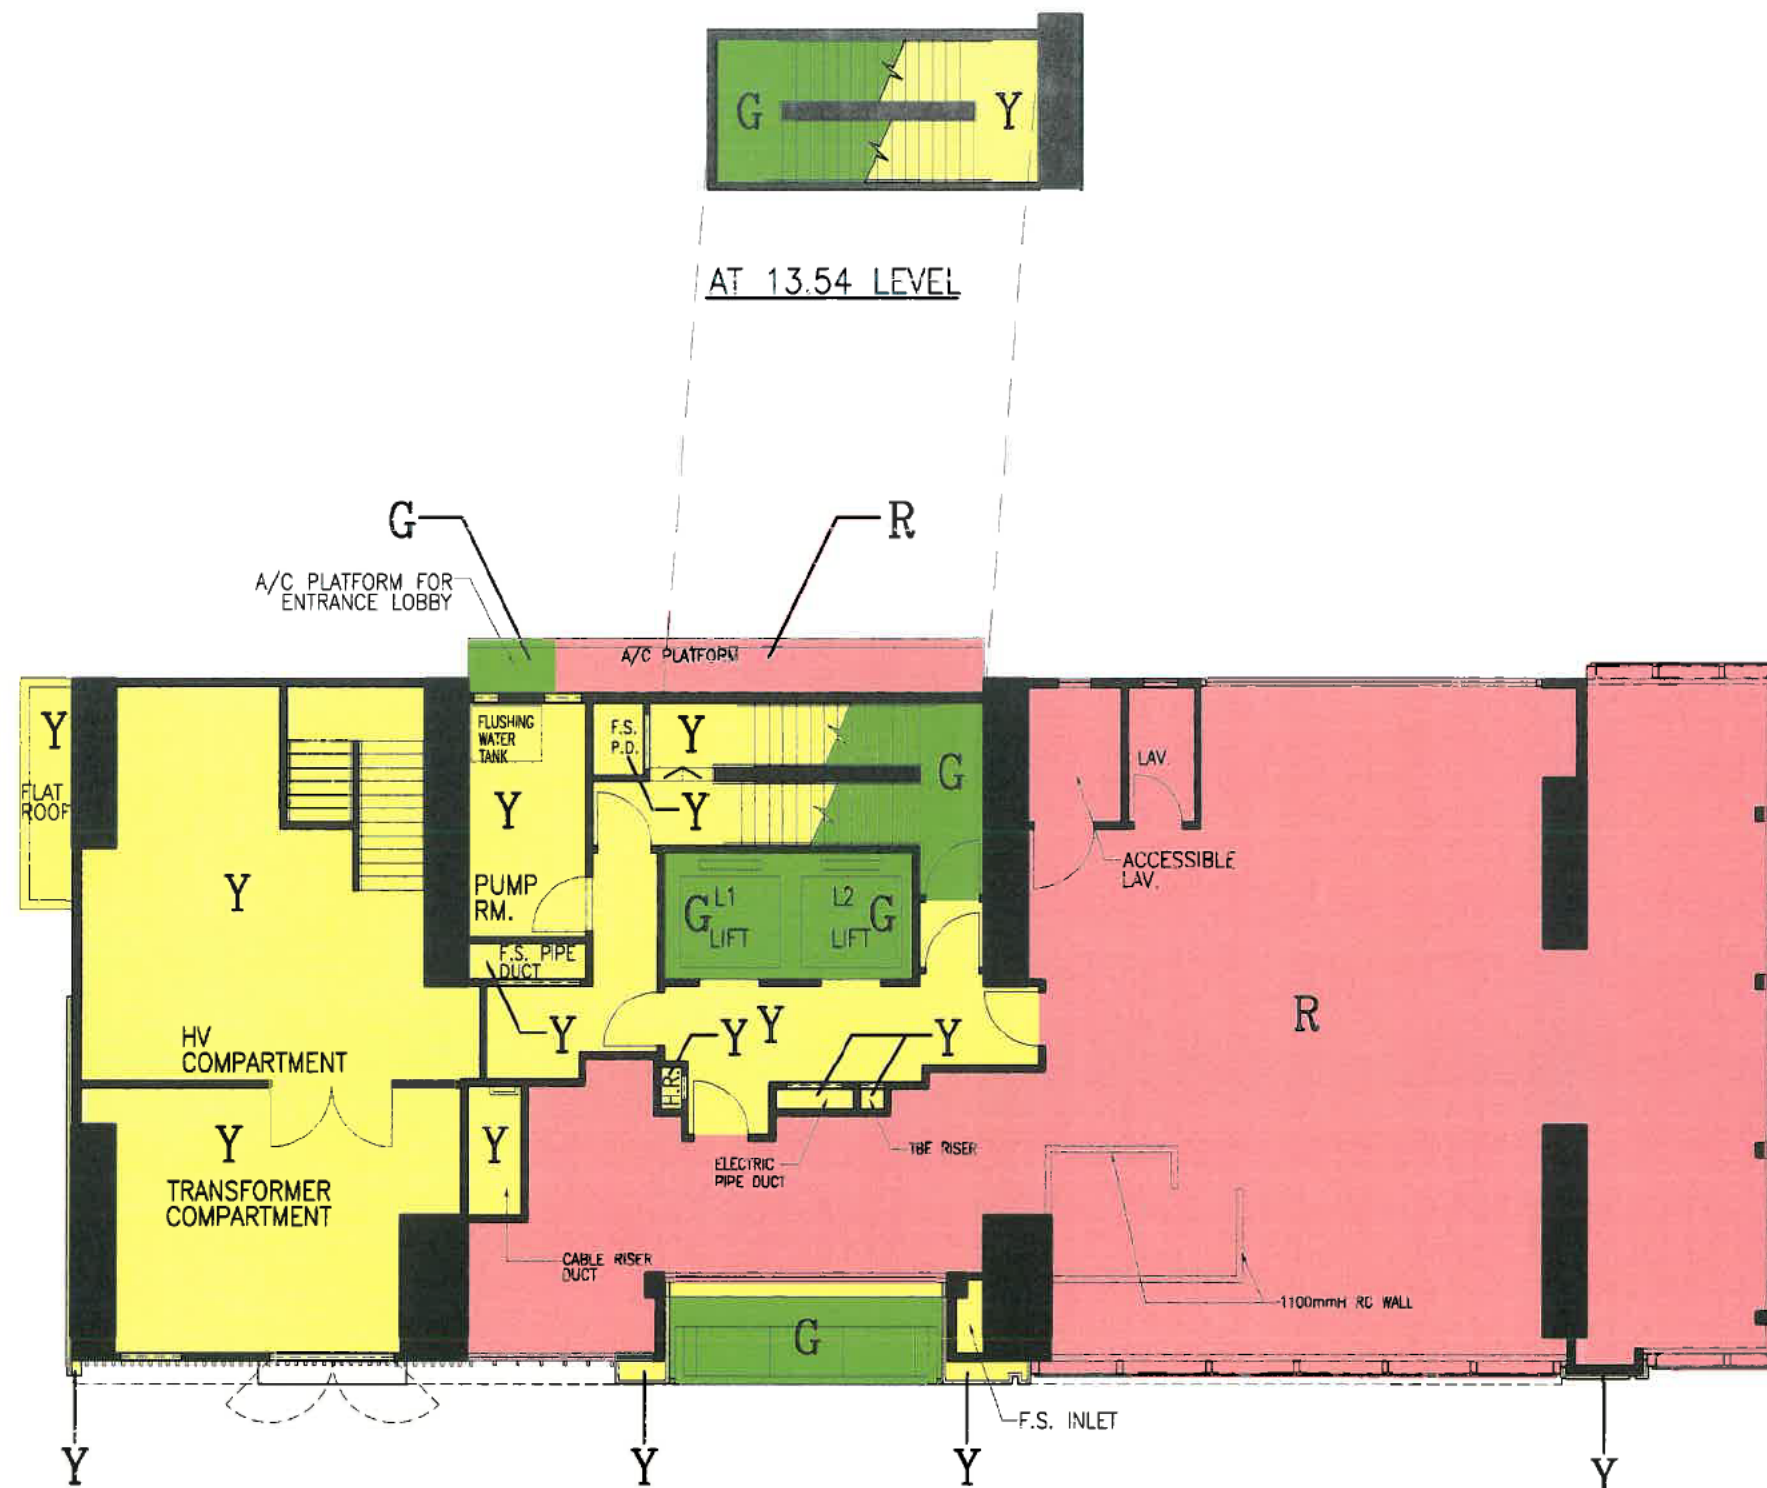 G
Y
AT 13.54 LEVEL
G
R
A/C PLATFORM FOR
ENTRANCE LOBBY
A/C PLATFORM
Y
FLAT
ROOF
FLUSHING
WATER
TANK
F.S.
P.D.
Y
G
LAV.
Y
Y
Y
ACCESSIBLE
LAV.
PUMP
RM.
G
L1
LIFT
L2
LIFT
G
F.S. PIPE
DUCT
R
HV
COMPARTMENT
Y
Y
Y
Y
H.R.
Y
TRANSFORMER
COMPARTMENT
Y
ELECTRIC
PIPE DUCT
TBE RISER
CABLE RISER
DUCT
1100mmH RC WALL
G
F.S. INLET
Y
Y
Y
Y